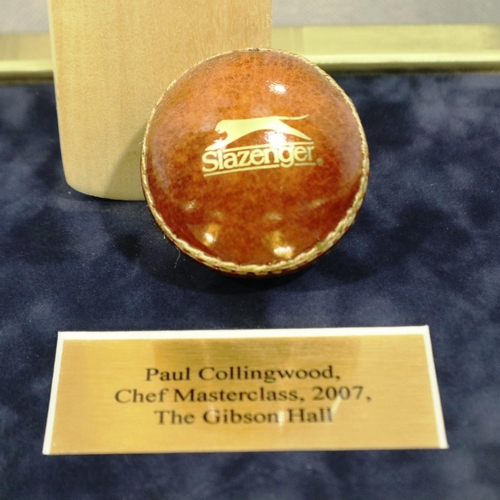 Slazenger®
Paul Collingwood,
Chef Masterclass, 2007,
The Gibson Hall